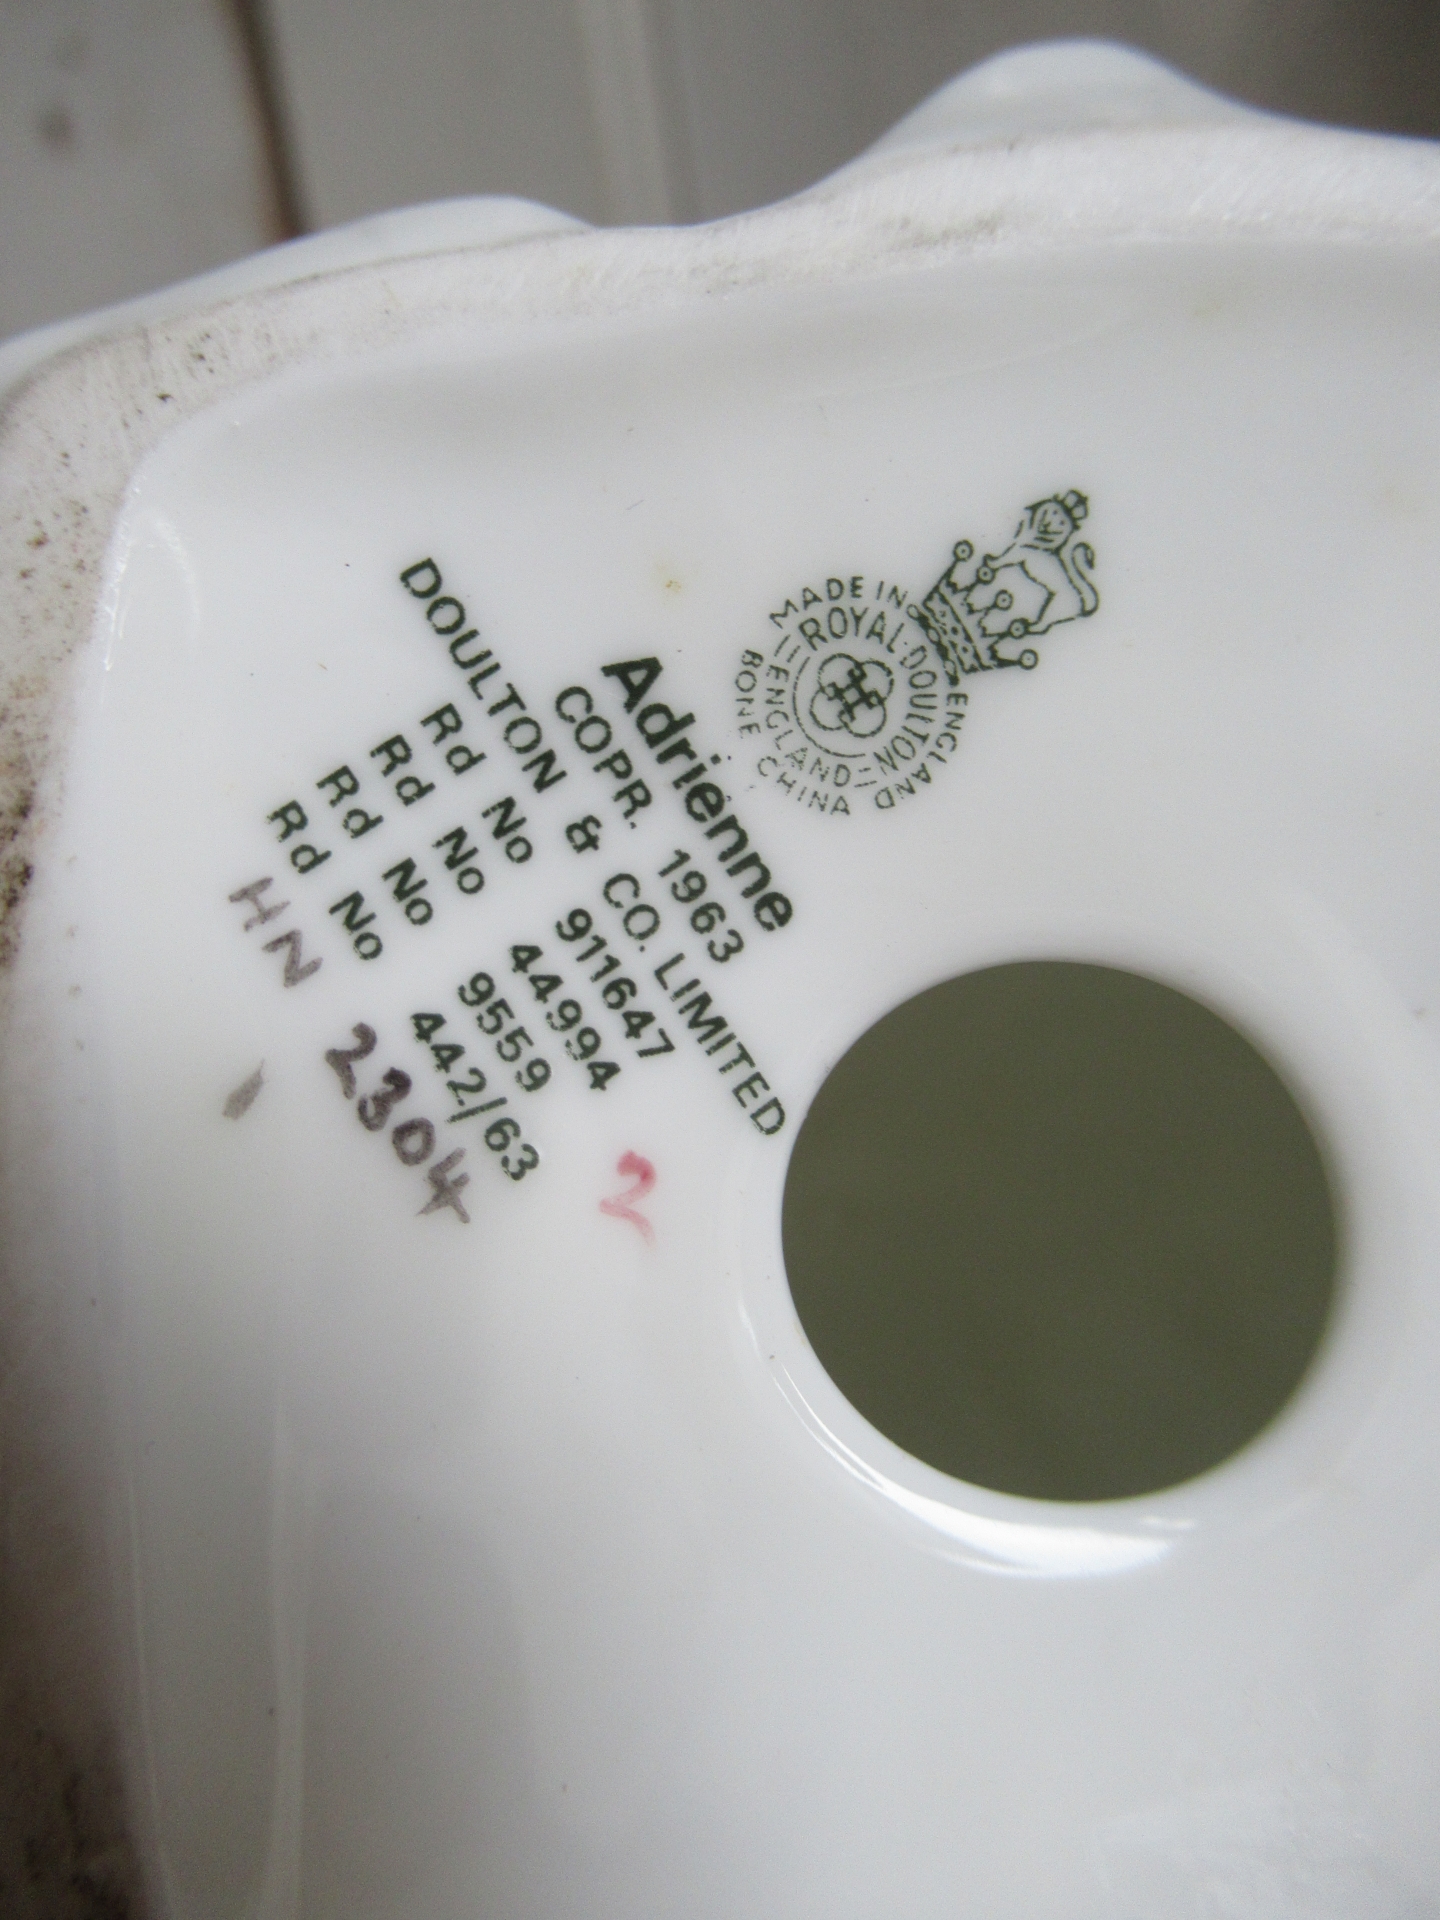 MADE IN ENGLAND
ROYAL DOULTON
ENGLAND
BONE CHINA
Adrienne
COPR. 1963
DOULTON & CO. LIMITED
Rd No 911647
Rd No 44994
Rd No 9559
Rd No 442/63
HN 2304
2